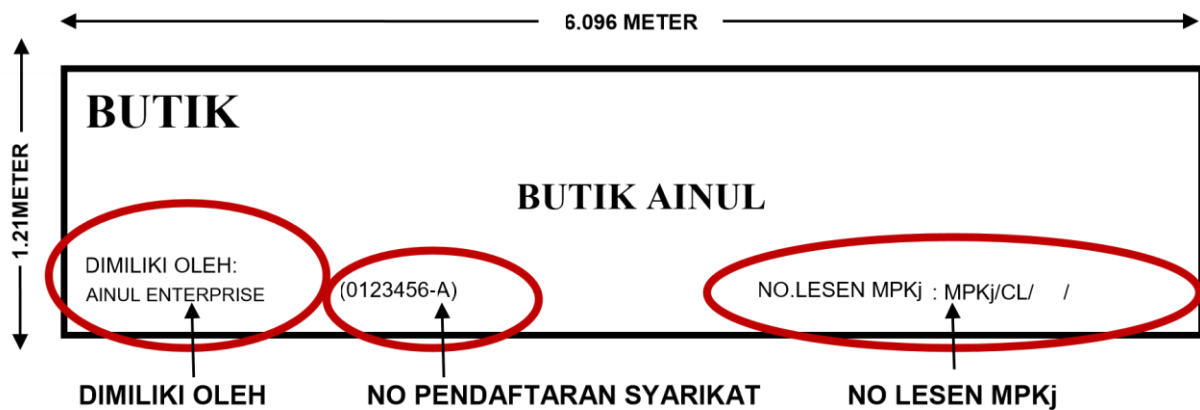 6.096 METER
1.21METER
BUTIK
BUTIK AINUL
DIMILIKI OLEH:
AINUL ENTERPRISE
(0123456-A)
NO.LESEN MPKj : MPKj/CL/ /
DIMILIKI OLEH
NO PENDAFTARAN SYARIKAT
NO LESEN MPKj